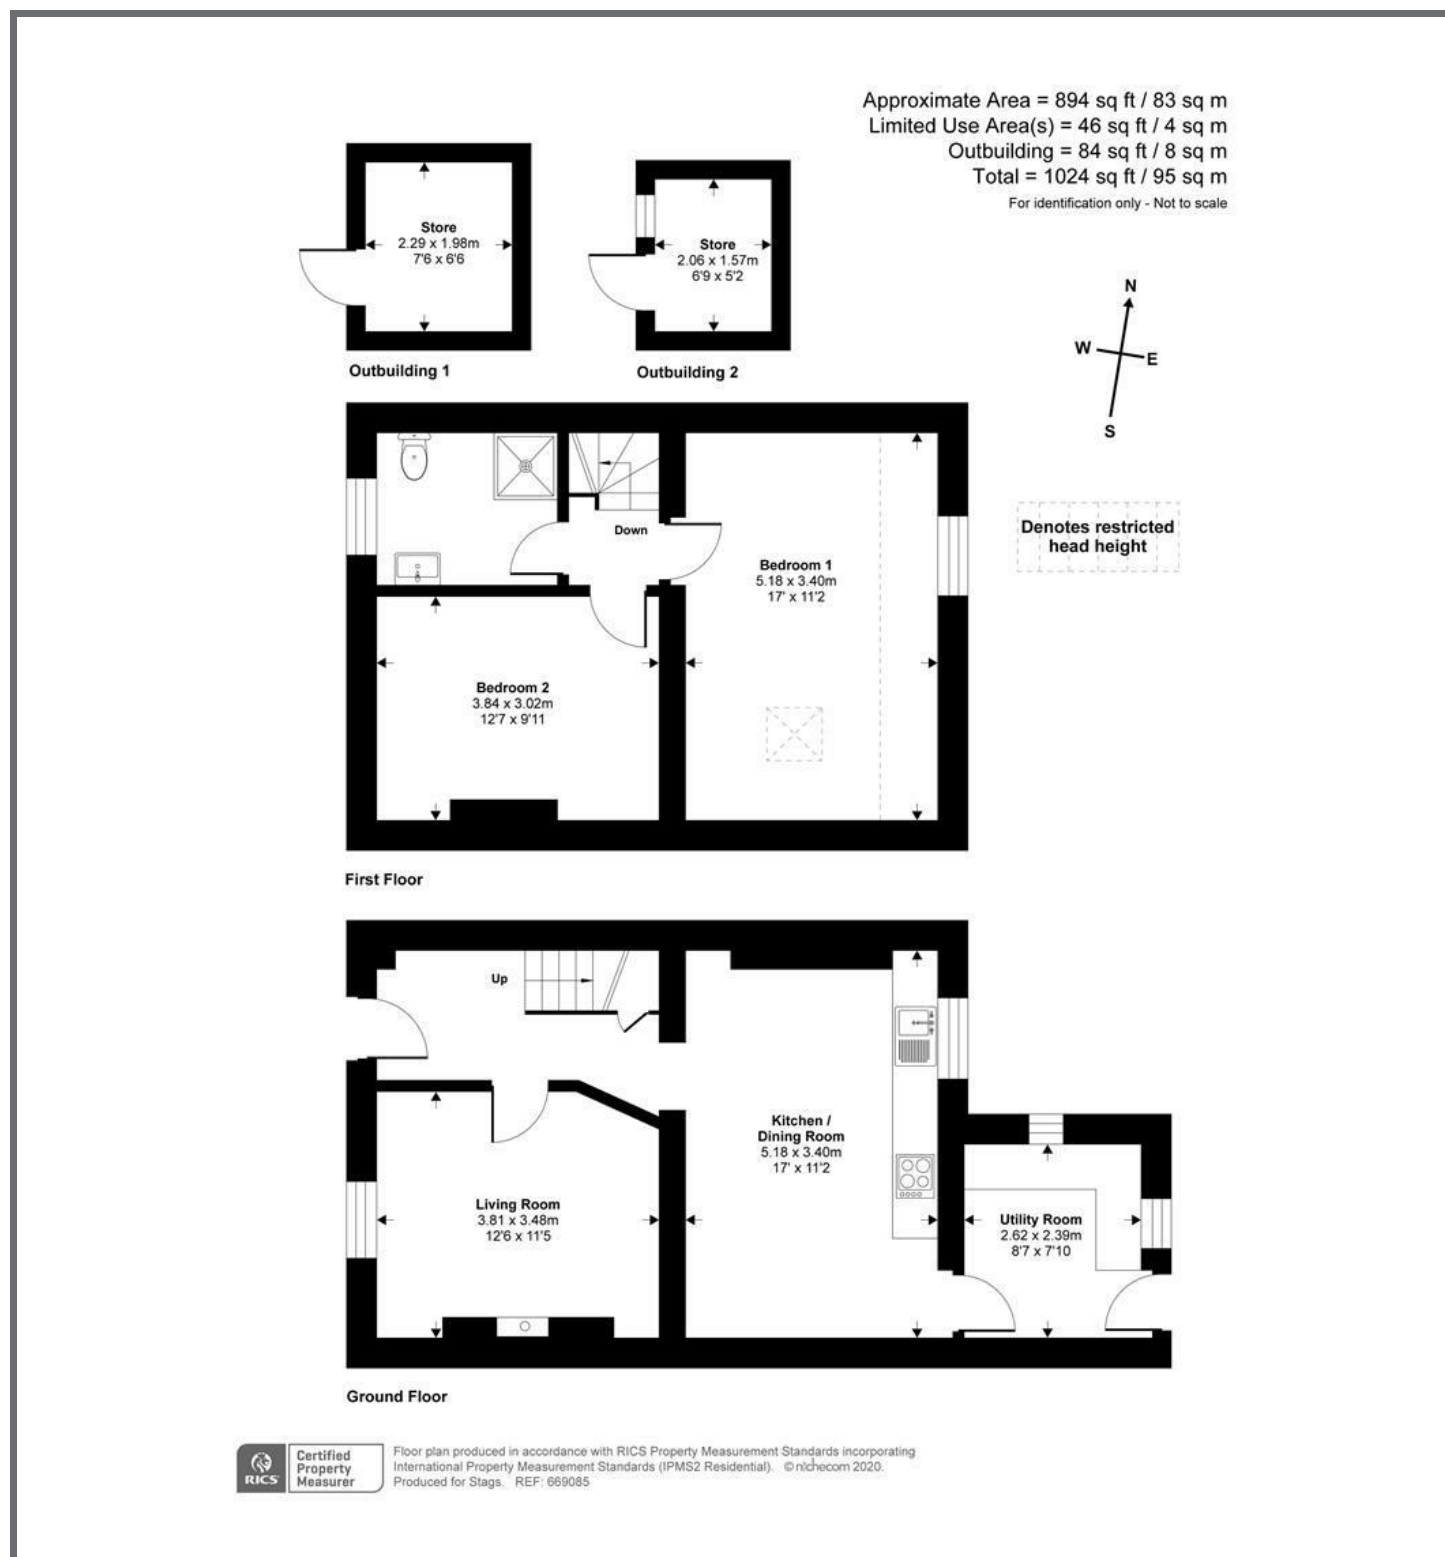 Approximate Area = 894 sq ft / 83 sq m
Limited Use Area(s) = 46 sq ft / 4 sq m
Outbuilding = 84 sq ft / 8 sq m
Total = 1024 sq ft / 95 sq m
For identification only - Not to scale
Store
2.29 x 1.98m
7'6 x 6'6
Outbuilding 1
Store
2.06 x 1.57m
6'9 x 5'2
Outbuilding 2
N
W
E
S
Denotes restricted
head height
Down
Bedroom 1
5.18 x 3.40m
17' x 11'2
Bedroom 2
3.84 x 3.02m
12'7 x 9'11
First Floor
Up
Kitchen /
Dining Room
5.18 x 3.40m
17' x 11'2
Living Room
3.81 x 3.48m
12'6 x 11'5
Utility Room
2.62 x 2.39m
8'7 x 7'10
Ground Floor
RICS
Certified
Property
Measurer
Floor plan produced in accordance with RICS Property Measurement Standards incorporating
International Property Measurement Standards (IPMS2 Residential). © nichecom 2020.
Produced for Stags. REF: 669085